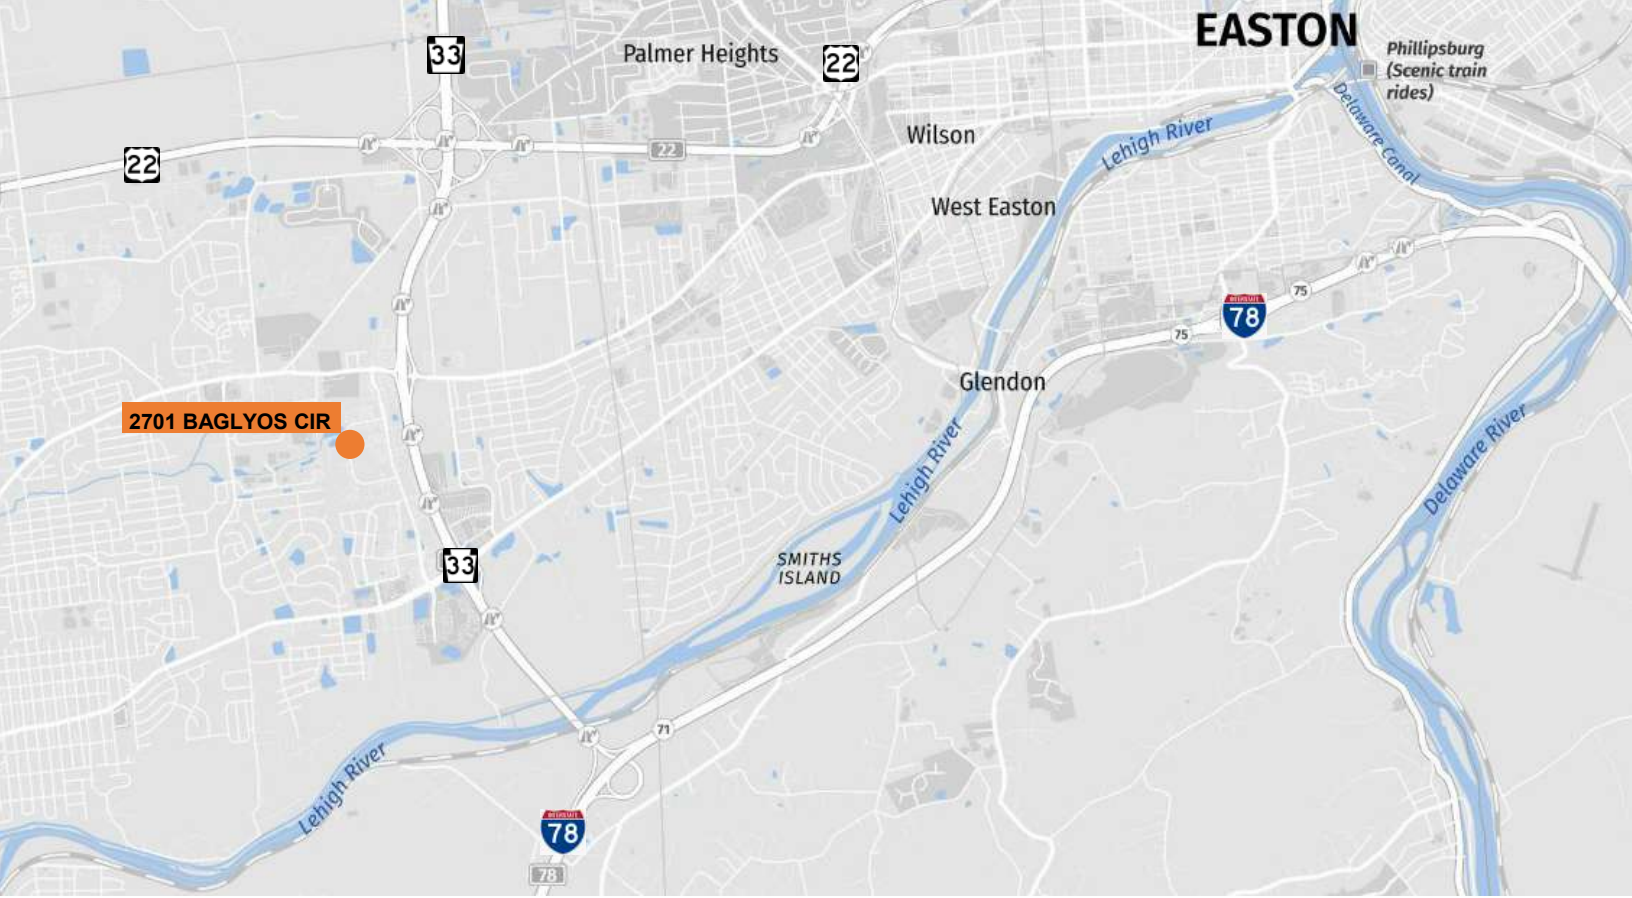 EASTON
Phillipsburg
(Scenic train
rides)
33
Palmer Heights
22
Delaware Canal
Lehigh River
Wilson
22
22
West Easton
75
78
75
Glendon
2701 BAGLYOS CIR
Delaware River
Lehigh River
SMITHS
ISLAND
33
71
Lehigh River
INTERSTATE
78
78